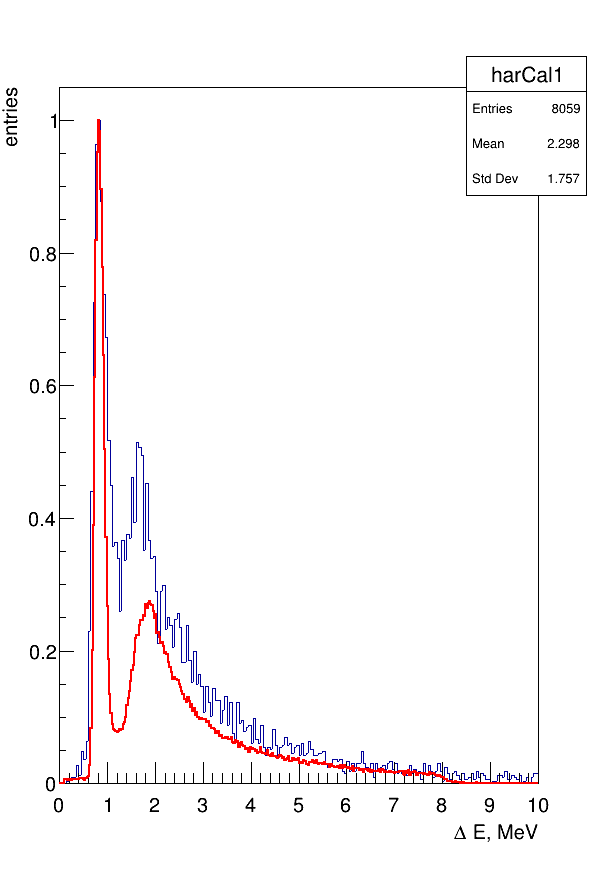 harCal1
Entries 8059
Mean 2.298
Std Dev 1.757
entries
1
0.8
0.6
0.4
0.2
0
0 1 2 3 4 5 6 7 8 9 10
Δ E, MeV